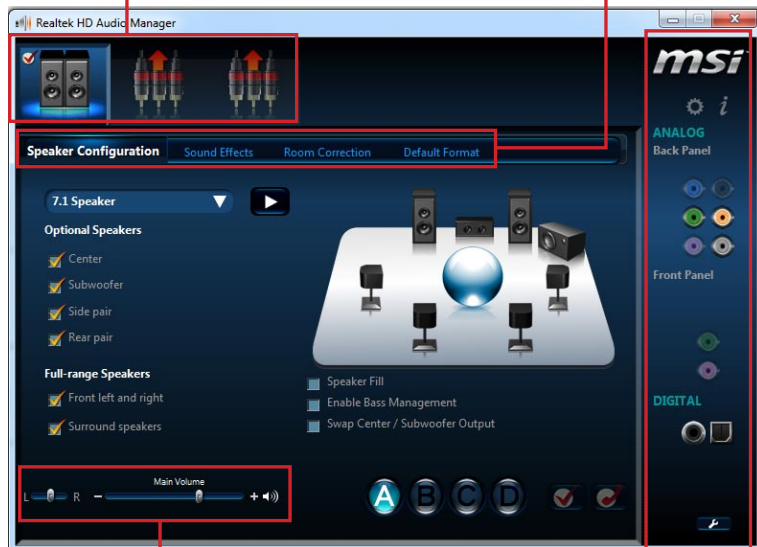 Realtek HD Audio Manager
msi
i
ANALOG
Back Panel
Speaker Configuration Sound Effects Room Correction Default Format
7.1 Speaker
Optional Speakers
Center
Subwoofer
Side pair
Rear pair
Front Panel
Full-range Speakers
Front left and right
Surround speakers
Speaker Fill
Enable Bass Management
Swap Center / Subwoofer Output
DIGITAL
Main Volume
L R - +
A B C D